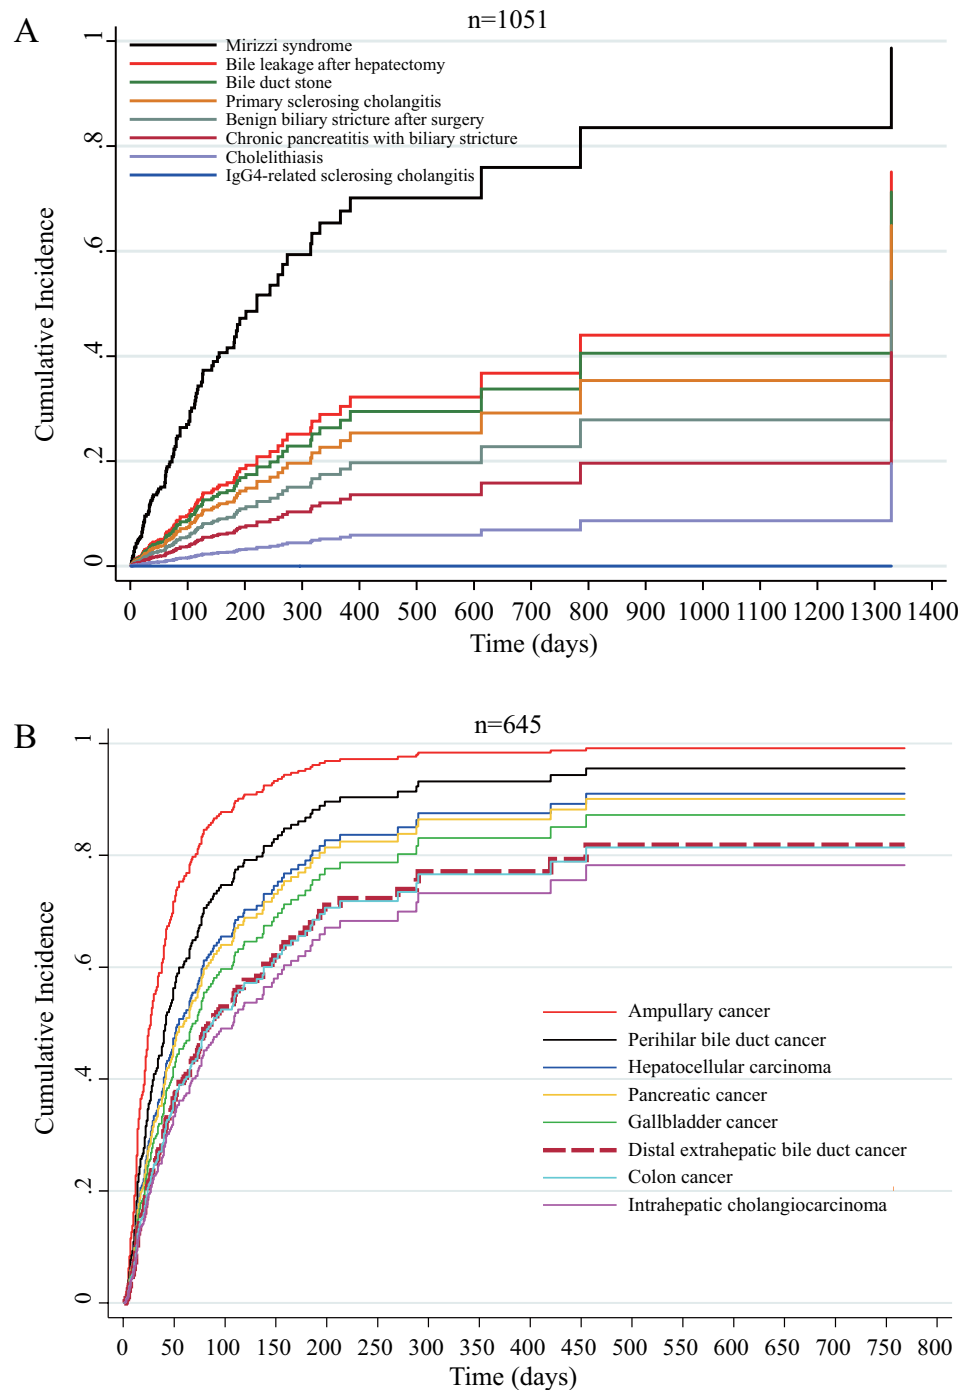 A
n=1051
1
.8
.6
.4
.2
0
Cumulative Incidence
Mirizzi syndrome
Bile leakage after hepatectomy
Bile duct stone
Primary sclerosing cholangitis
Benign biliary stricture after surgery
Chronic pancreatitis with biliary stricture
Cholelithiasis
IgG4-related sclerosing cholangitis
0 100 200 300 400 500 600 700 800 900 1000 1100 1200 1300 1400
Time (days)
B
n=645
1
.8
.6
.4
.2
0
Cumulative Incidence
Ampullary cancer
Perihilar bile duct cancer
Hepatocellular carcinoma
Pancreatic cancer
Gallbladder cancer
Distal extrahepatic bile duct cancer
Colon cancer
Intrahepatic cholangiocarcinoma
0 50 100 150 200 250 300 350 400 450 500 550 600 650 700 750 800
Time (days)